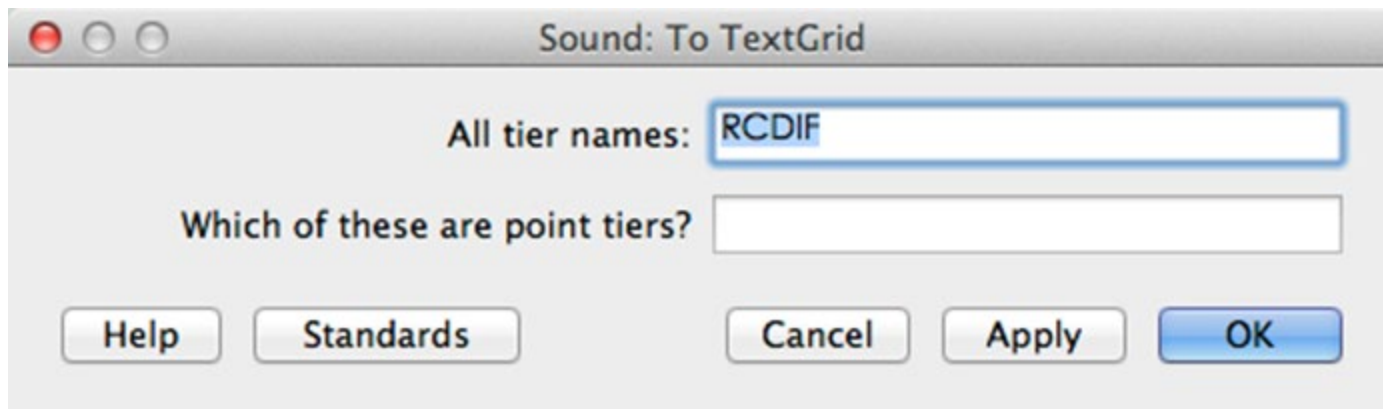 Sound: To TextGrid
All tier names: RCDIF
Which of these are point tiers?
Help Standards Cancel Apply OK